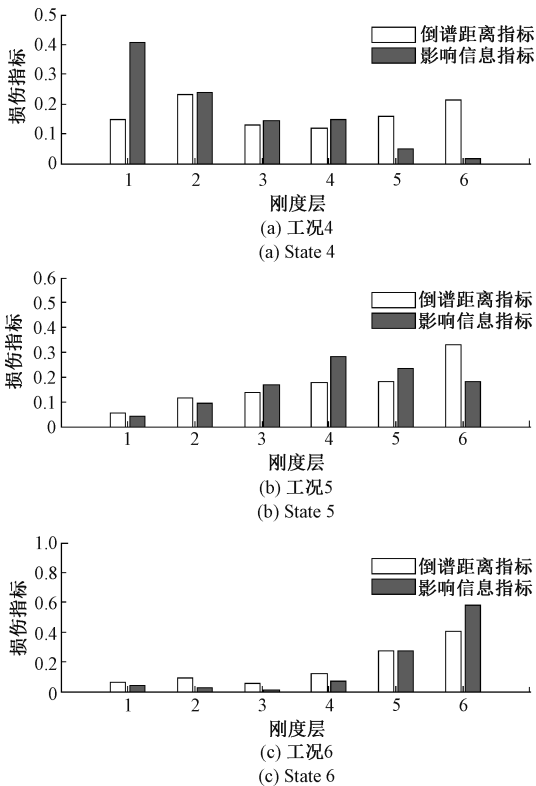 0.5
0.4
0.3
0.2
0.1
0
损伤指标
倒谱距离指标
影响信息指标
1 2 3 4 5 6
刚度层
(a) 工况4
(a) State 4
0.6
0.5
0.4
0.3
0.2
0.1
0
损伤指标
倒谱距离指标
影响信息指标
1 2 3 4 5 6
刚度层
(b) 工况5
(b) State 5
1.0
0.8
0.6
0.4
0.2
0
损伤指标
倒谱距离指标
影响信息指标
1 2 3 4 5 6
刚度层
(c) 工况6
(c) State 6